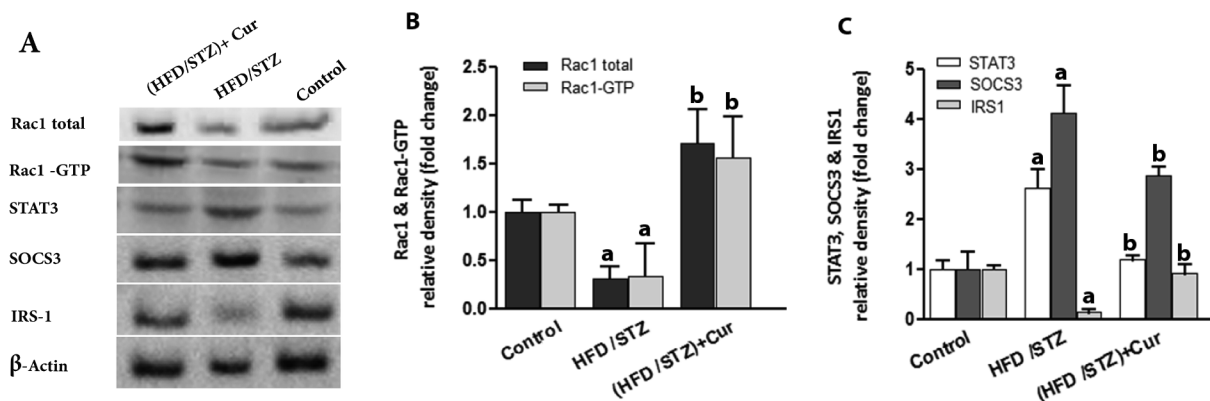 A
(HFD/STZ)+ Cur
HFD/STZ
Control
Rac1 total
Rac1 -GTP
STAT3
SOCS3
IRS-1
β-Actin
B
Rac1 & Rac1-GTP
relative density (fold change)
2.5
2.0
1.5
1.0
0.5
0.0
Rac1 total
Rac1-GTP
a
a
b
b
Control
HFD /STZ
(HFD /STZ)+Cur
C
STAT3, SOCS3 & IRS1
relative density (fold change)
5
4
3
2
1
0
STAT3
SOCS3
IRS1
a
a
a
b
b
b
Control
HFD /STZ
(HFD /STZ)+Cur